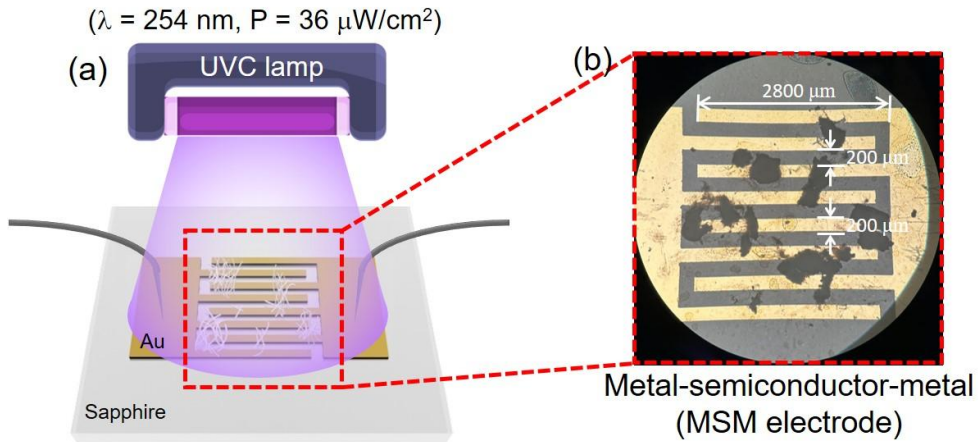 (λ = 254 nm, P = 36 μW/cm²)
(a)
UVC lamp
Au
Sapphire
(b)
2800 μm
200 μm
200 μm
Metal-semiconductor-metal
(MSM electrode)